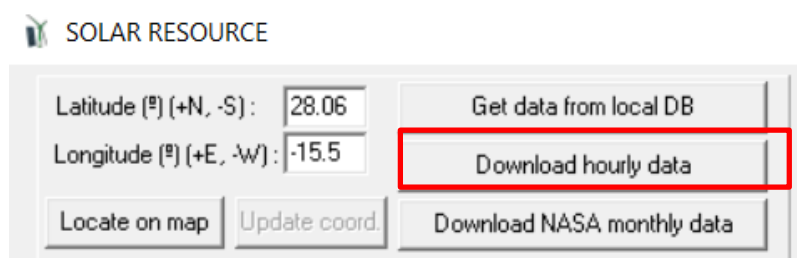 SOLAR RESOURCE
Latitude (º) (+N, -S) : 28.06
Get data from local DB
Longitude (º) (+E, -W) : -15.5
Download hourly data
Locate on map
Update coord.
Download NASA monthly data